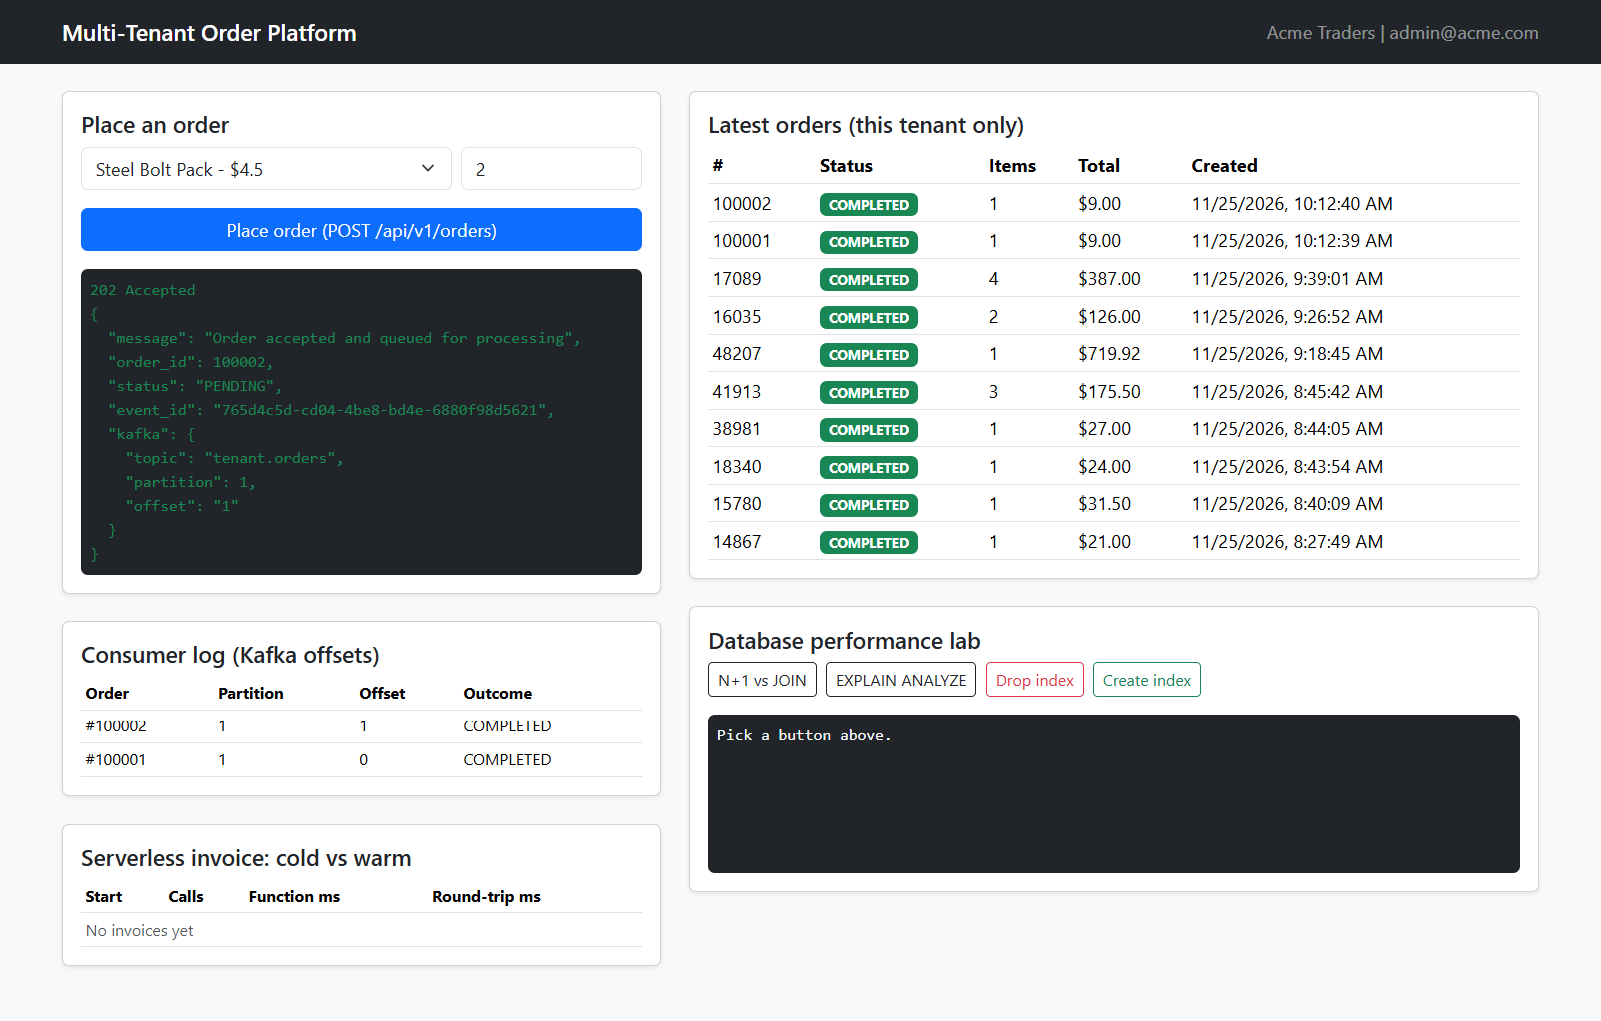 Multi-Tenant Order Platform
Acme Traders | admin@acme.com
Place an order
Steel Bolt Pack - $4.5
2
Place order (POST /api/v1/orders)
202 Accepted
{
  "message": "Order accepted and queued for processing",
  "order_id": 100002,
  "status": "PENDING",
  "event_id": "765d4c5d-cd04-4be8-bd4e-6880f98d5621",
  "kafka": {
    "topic": "tenant.orders",
    "partition": 1,
    "offset": "1"
  }
}
Consumer log (Kafka offsets)
Order Partition Offset Outcome
#100002 1 1 COMPLETED
#100001 1 0 COMPLETED
Serverless invoice: cold vs warm
Start Calls Function ms Round-trip ms
No invoices yet
Latest orders (this tenant only)
# Status Items Total Created
100002 COMPLETED 1 $9.00 11/25/2026, 10:12:40 AM
100001 COMPLETED 1 $9.00 11/25/2026, 10:12:39 AM
17089 COMPLETED 4 $387.00 11/25/2026, 9:39:01 AM
16035 COMPLETED 2 $126.00 11/25/2026, 9:26:52 AM
48207 COMPLETED 1 $719.92 11/25/2026, 9:18:45 AM
41913 COMPLETED 3 $175.50 11/25/2026, 8:45:42 AM
38981 COMPLETED 1 $27.00 11/25/2026, 8:44:05 AM
18340 COMPLETED 1 $24.00 11/25/2026, 8:43:54 AM
15780 COMPLETED 1 $31.50 11/25/2026, 8:40:09 AM
14867 COMPLETED 1 $21.00 11/25/2026, 8:27:49 AM
Database performance lab
N+1 vs JOIN
EXPLAIN ANALYZE
Drop index
Create index
Pick a button above.